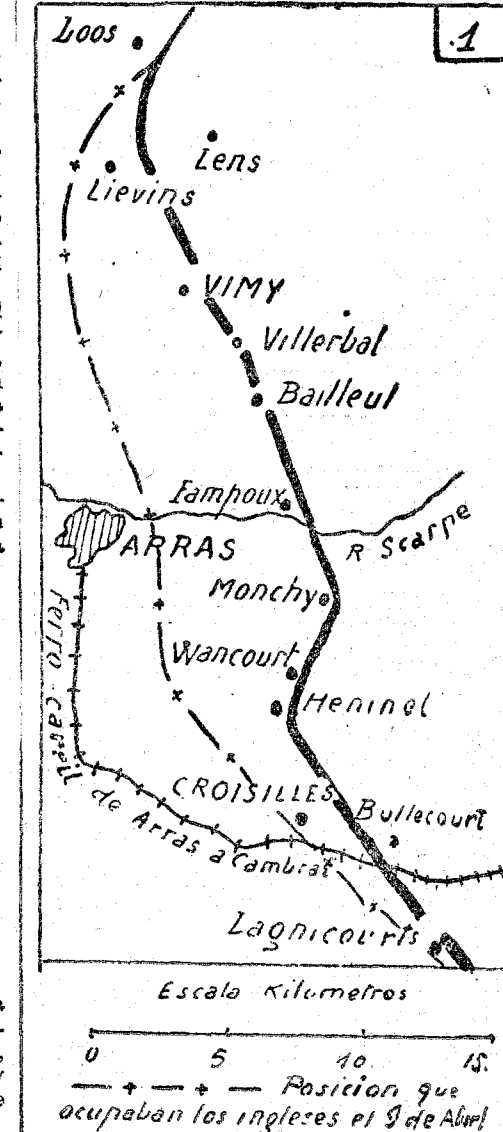 .1
Loos
Lens
Lievins
VIMY
Villerbal
Bailleul
Fampoux
ARRAS
R Scarpe
Monchy
Wancourt
Heninel
Ferro carril de Arras a Cambrai
CROISILLES
Bullecourt
Lagnicourts
Escala Kilometros
0 5 10 15.
Posicion que
ocupaban los ingleses el 9 de Abril